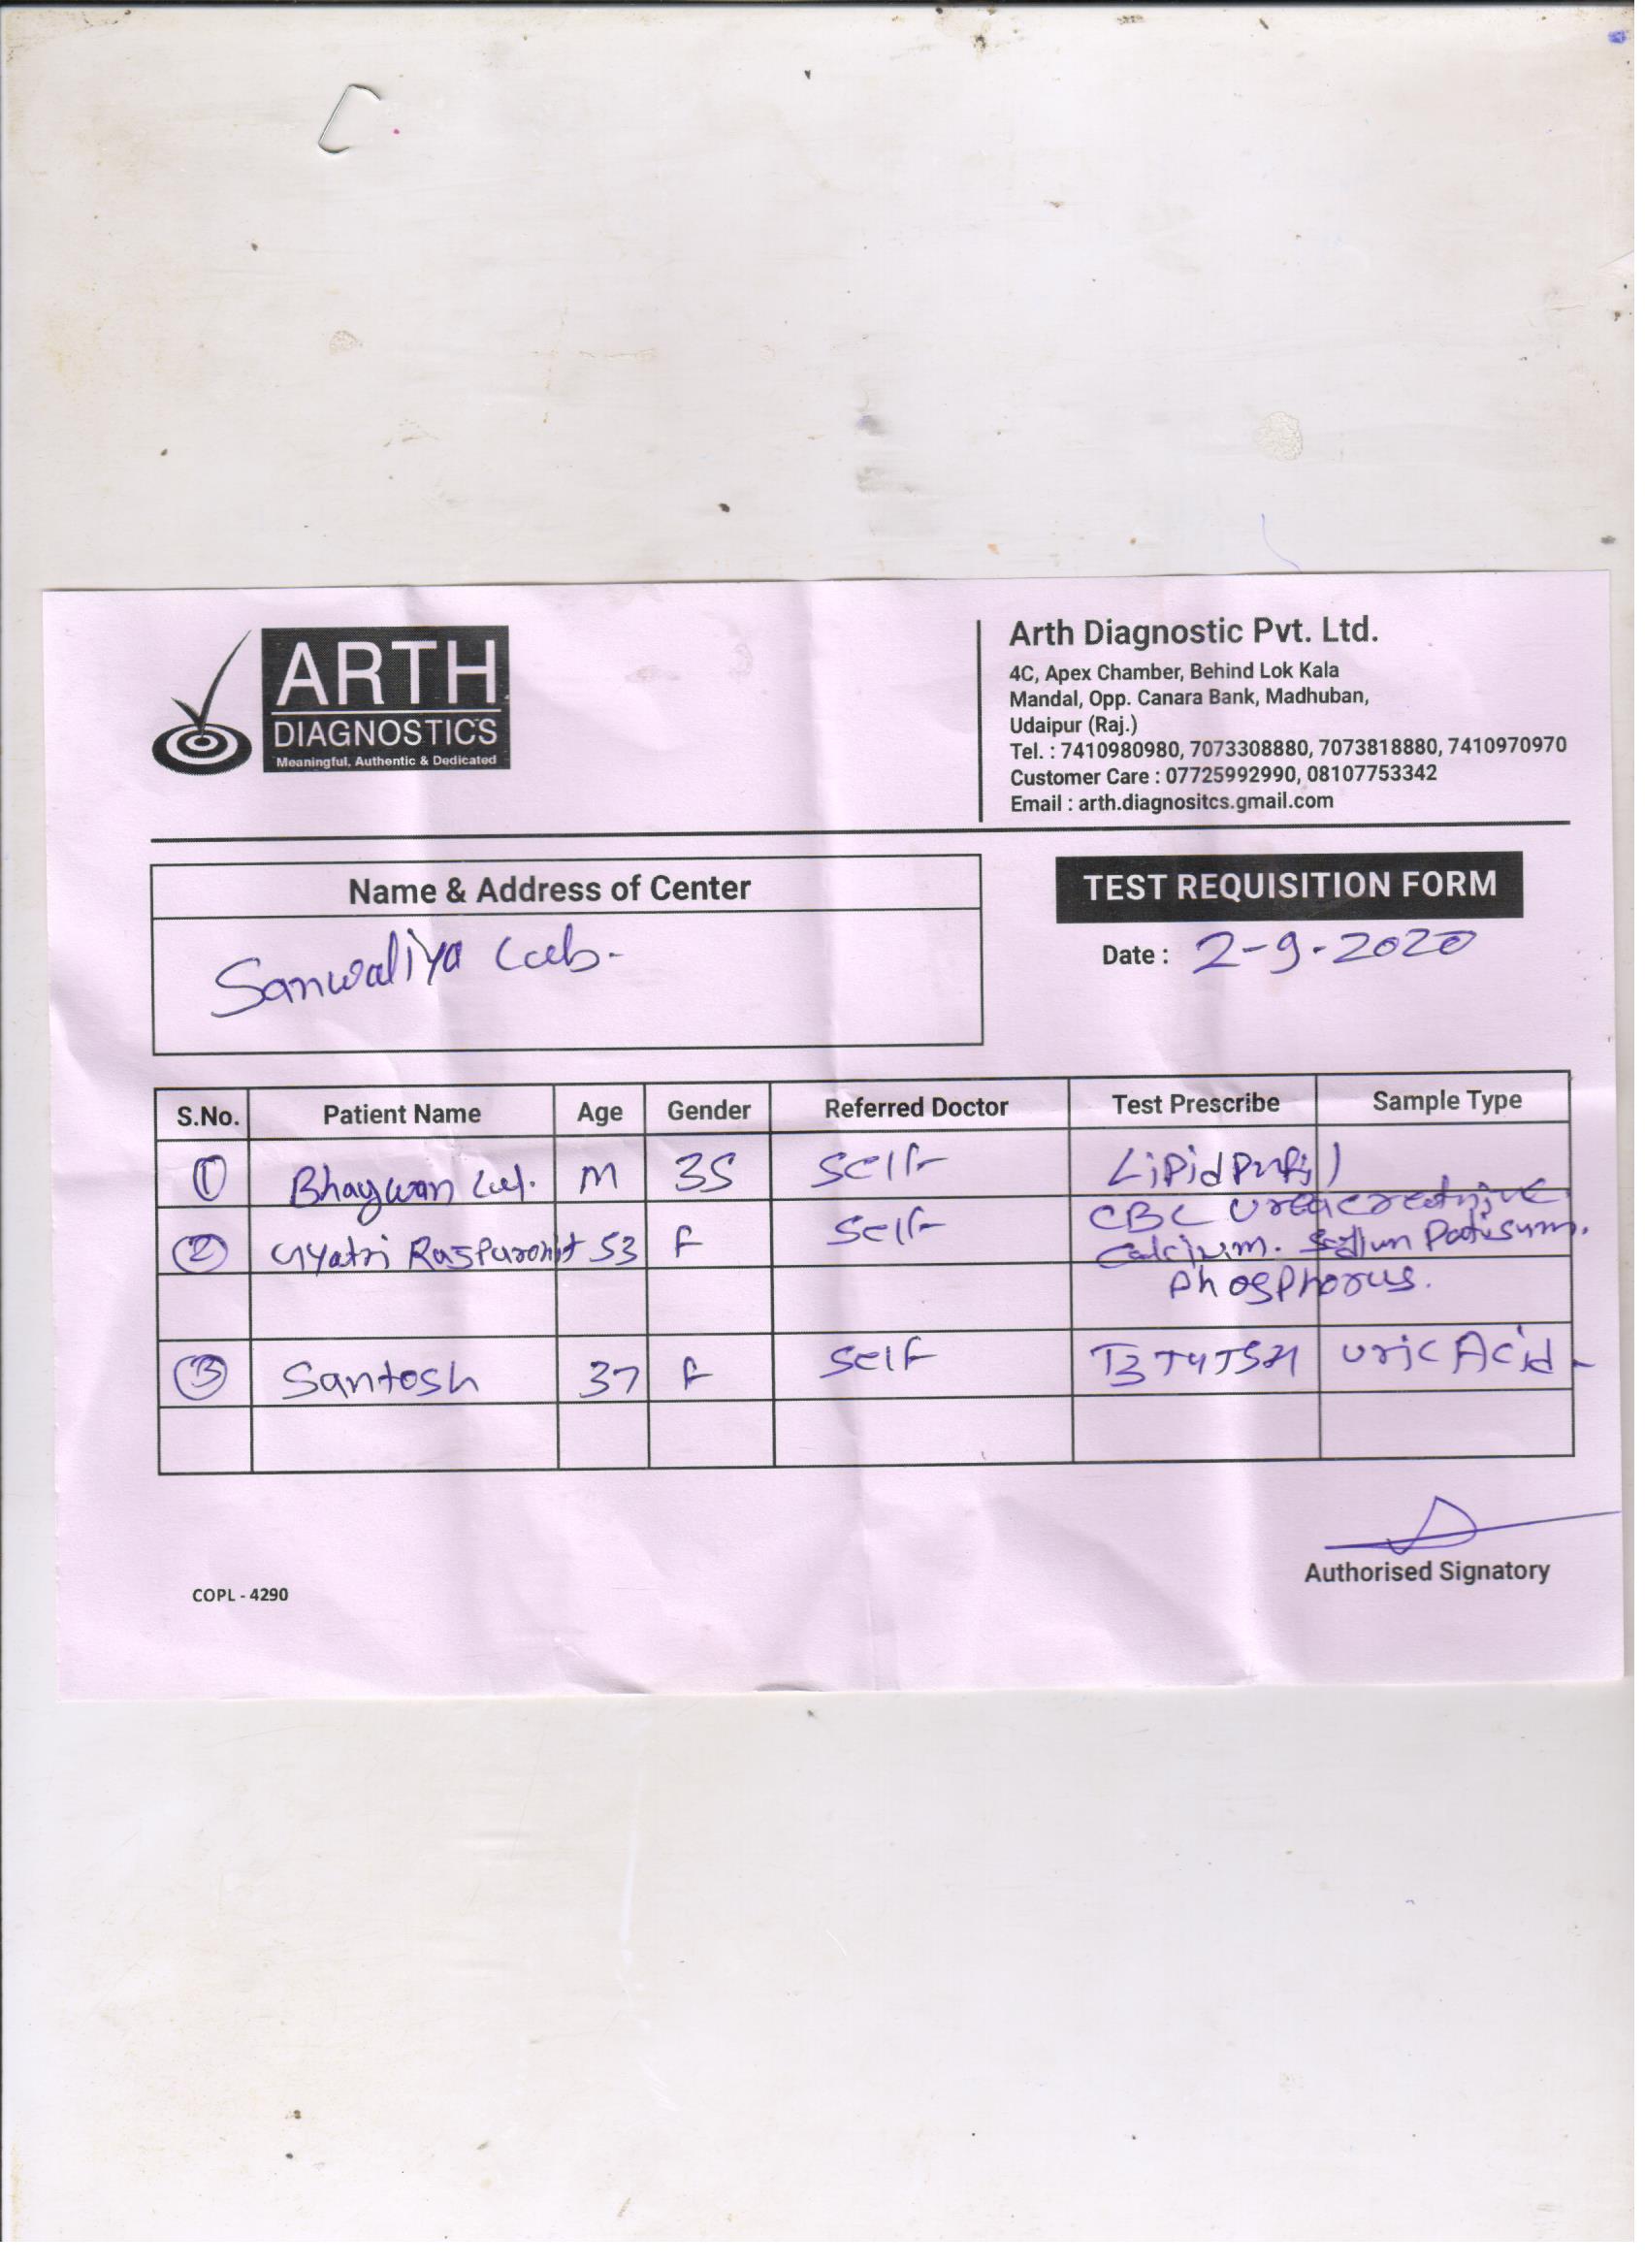 ARTH
DIAGNOSTICS
Meaningful, Authentic & Dedicated
Arth Diagnostic Pvt. Ltd.
4C, Apex Chamber, Behind Lok Kala
Mandal, Opp. Canara Bank, Madhuban,
Udaipur (Raj.)
Tel. : 7410980980, 7073308880, 7073818880, 7410970970
Customer Care : 07725992990, 08107753342
Email : arth.diagnositcs.gmail.com
Name & Address of Center
Sanwaliya Lab.
TEST REQUISITION FORM
Date : 2-9-2020
S.No. Patient Name Age Gender Referred Doctor Test Prescribe Sample Type
1 Bhagwan Lal. M 35 Self Lipid
2 Gyatri 53 F Self CBC Urea
Calcium. Sodium
Phosphorus.
3 Santosh 37 F Self T3 T4 TSH Uric Acid
Authorised Signatory
COPL - 4290